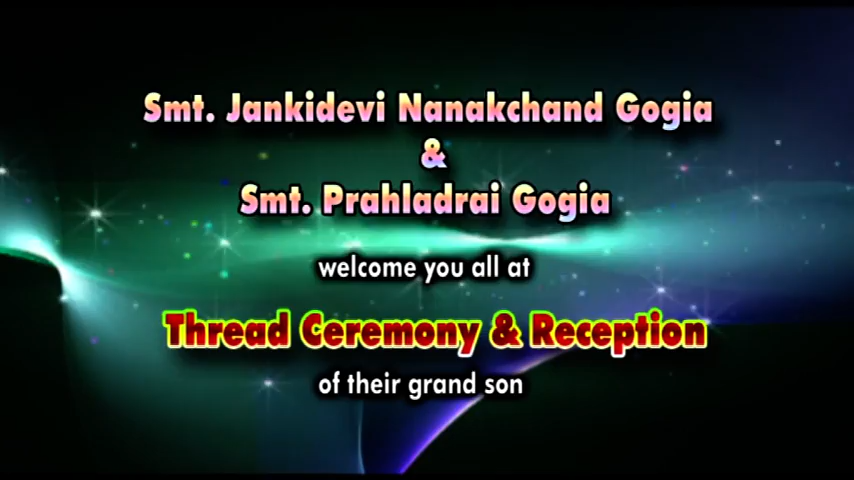 Smt. Jankidevi Nanakchand Gogia
&
Smt. Prahladrai Gogia
welcome you all at
Thread Ceremony & Reception
of their grand son